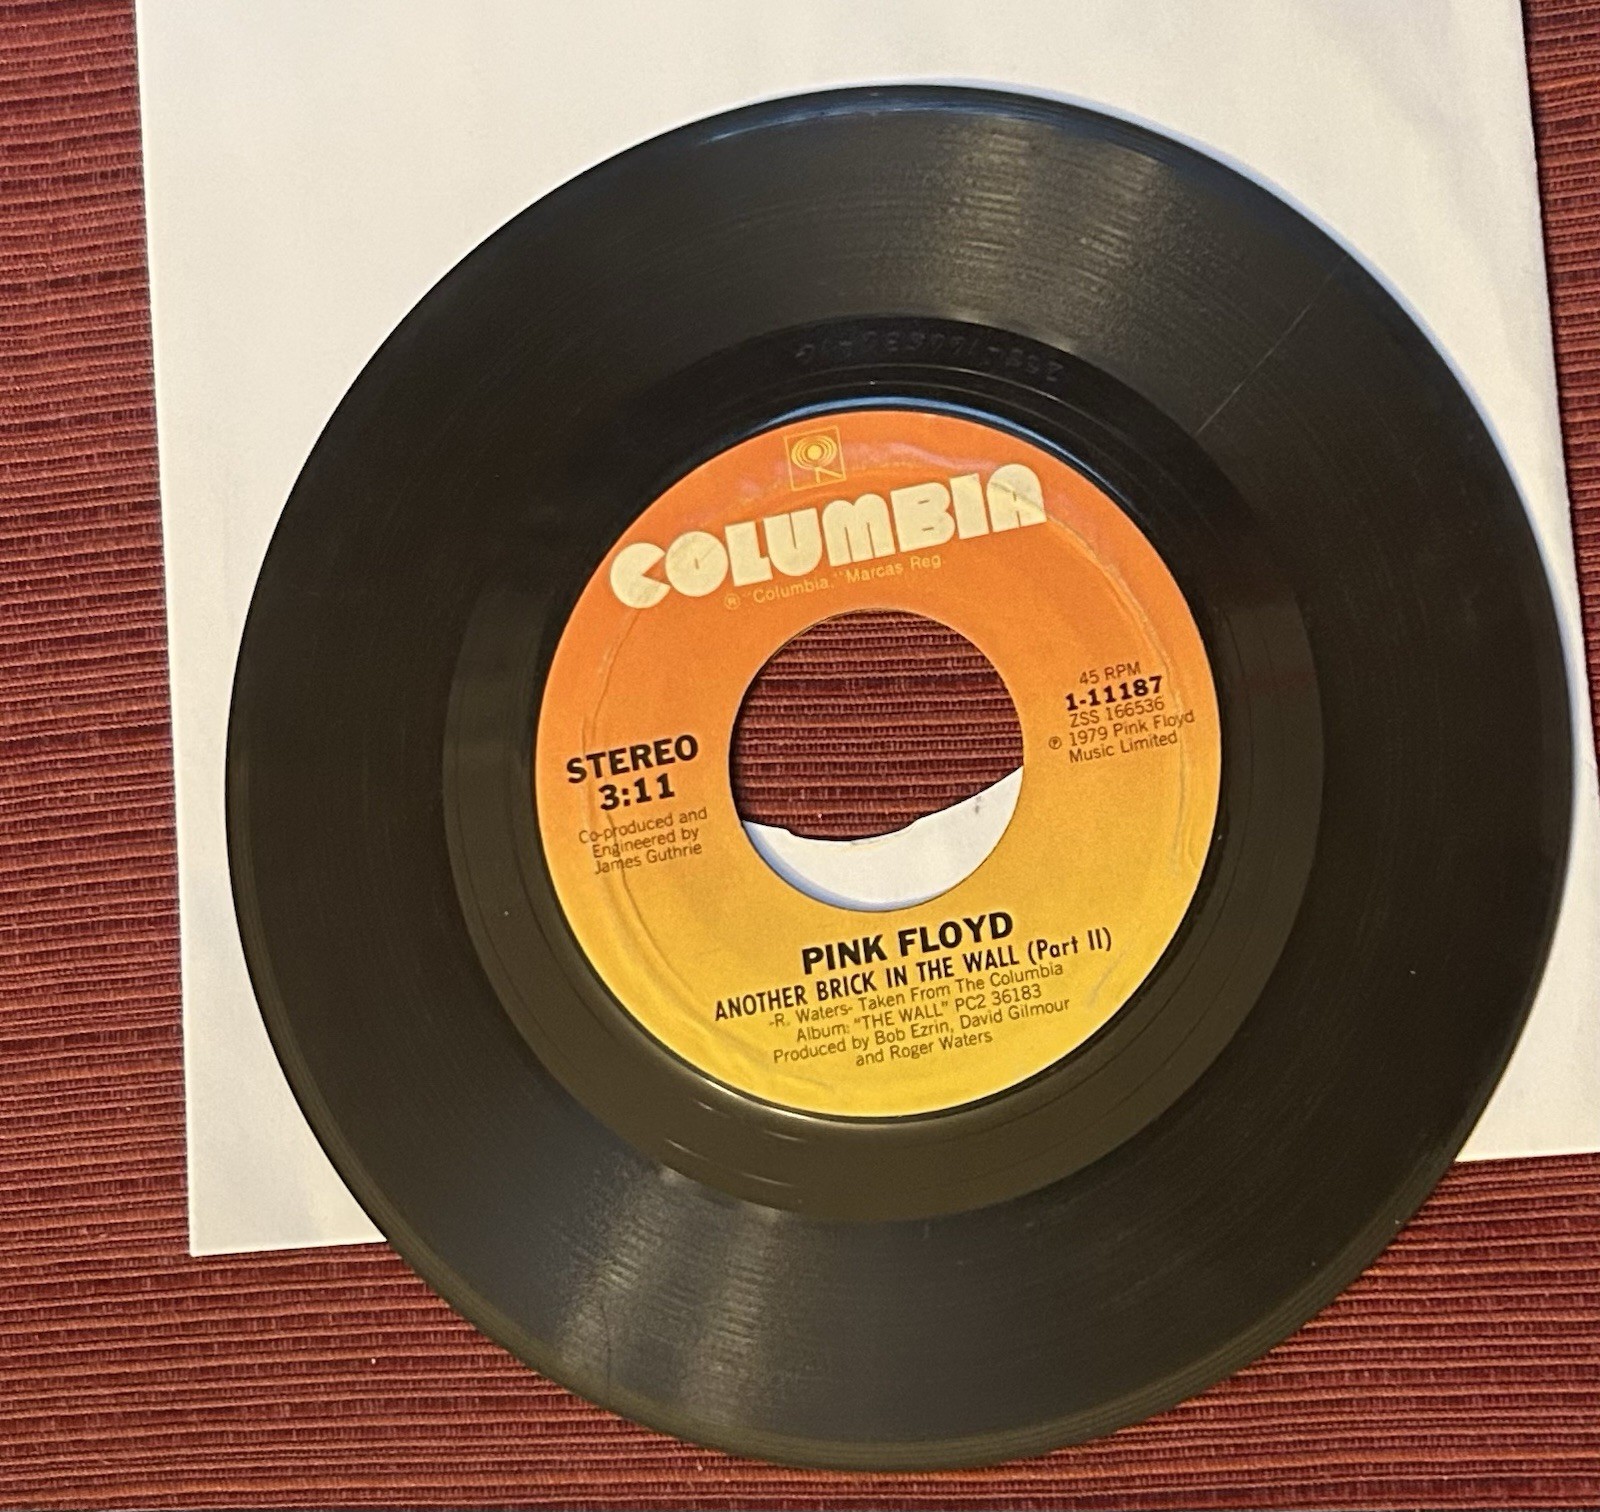 COLUMBIA
® "Columbia," Marcas Reg.
STEREO
3:11
Co-produced and
Engineered by
James Guthrie
45 RPM
1-11187
ZSS 166536
℗ 1979 Pink Floyd
Music Limited
PINK FLOYD
ANOTHER BRICK IN THE WALL (Part II)
-R. Waters- Taken From The Columbia
Album: "THE WALL" PC2 36183
Produced by Bob Ezrin, David Gilmour
and Roger Waters